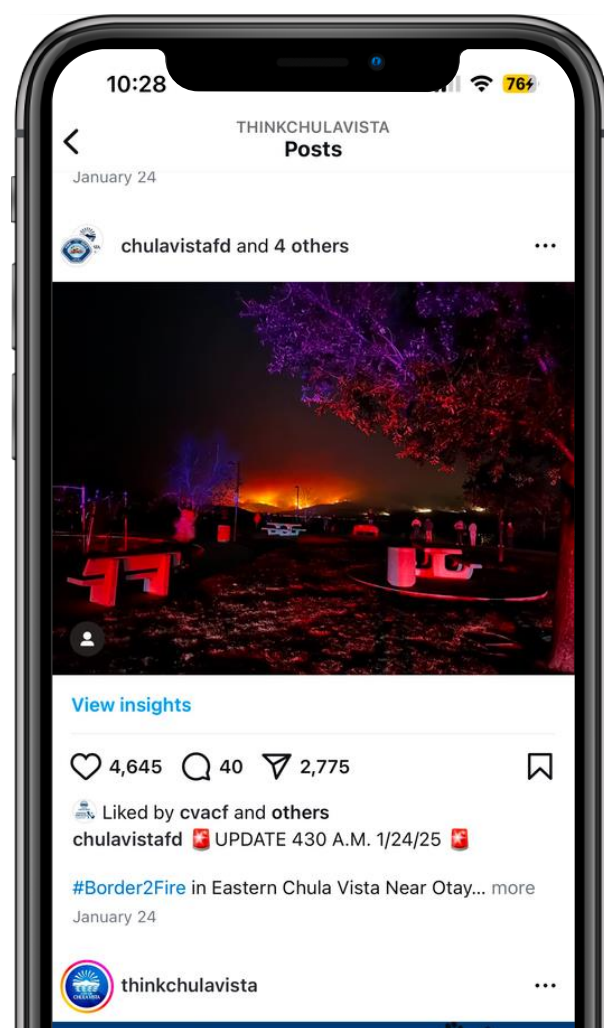 10:28
76
THINKCHULAVISTA
Posts
January 24
chulavistafd and 4 others
View insights
4,645 40 2,775
Liked by cvacf and others
chulavistafd 🚨 UPDATE 430 A.M. 1/24/25 🚨
#Border2Fire in Eastern Chula Vista Near Otay... more
January 24
thinkchulavista
CHULA VISTA